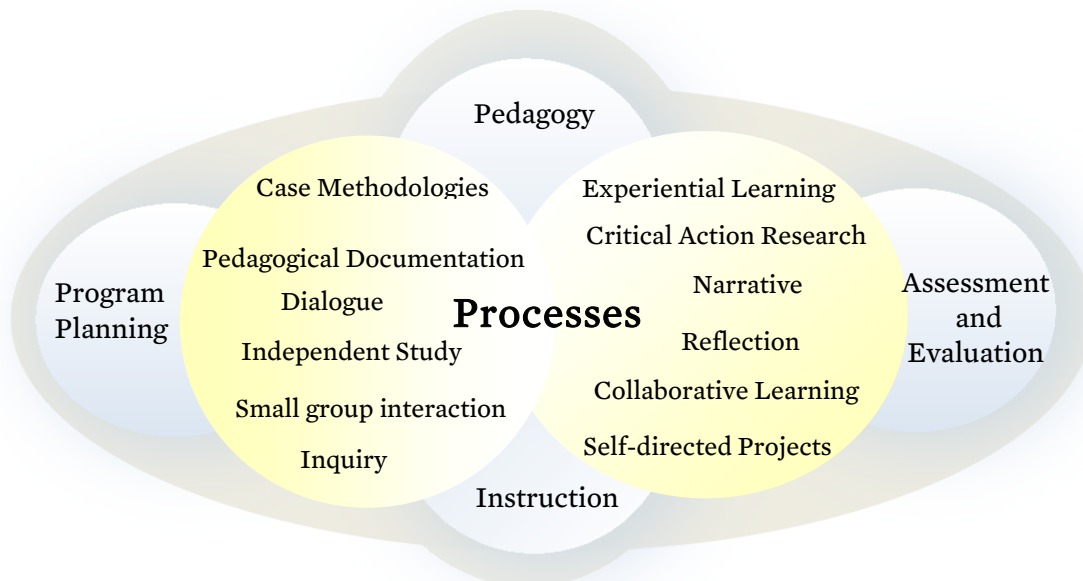 Pedagogy
Case Methodologies
Pedagogical Documentation
Dialogue
Independent Study
Small group interaction
Inquiry
Processes
Experiential Learning
Critical Action Research
Narrative
Reflection
Collaborative Learning
Self-directed Projects
Program
Planning
Assessment
and
Evaluation
Instruction